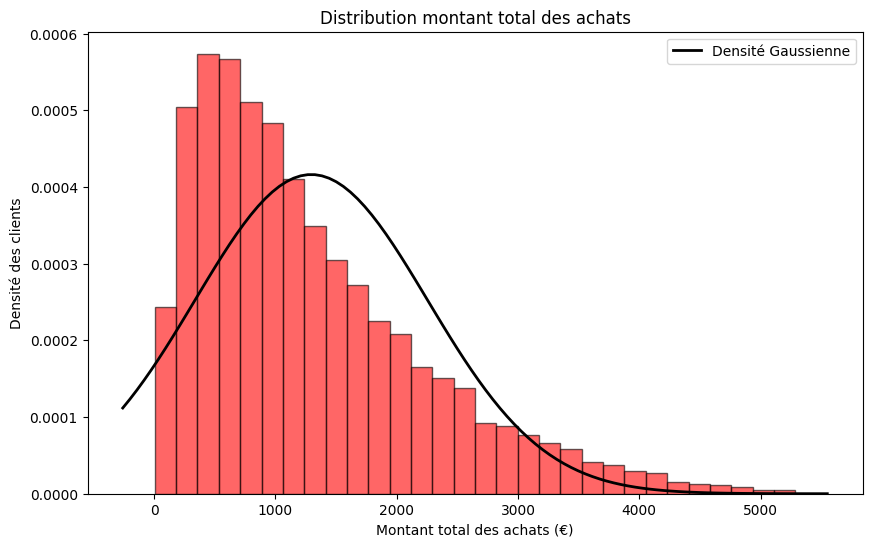 Distribution montant total des achats
Densité Gaussienne
0.0006
0.0005
0.0004
0.0003
0.0002
0.0001
0.0000
Densité des clients
0 1000 2000 3000 4000 5000
Montant total des achats (€)